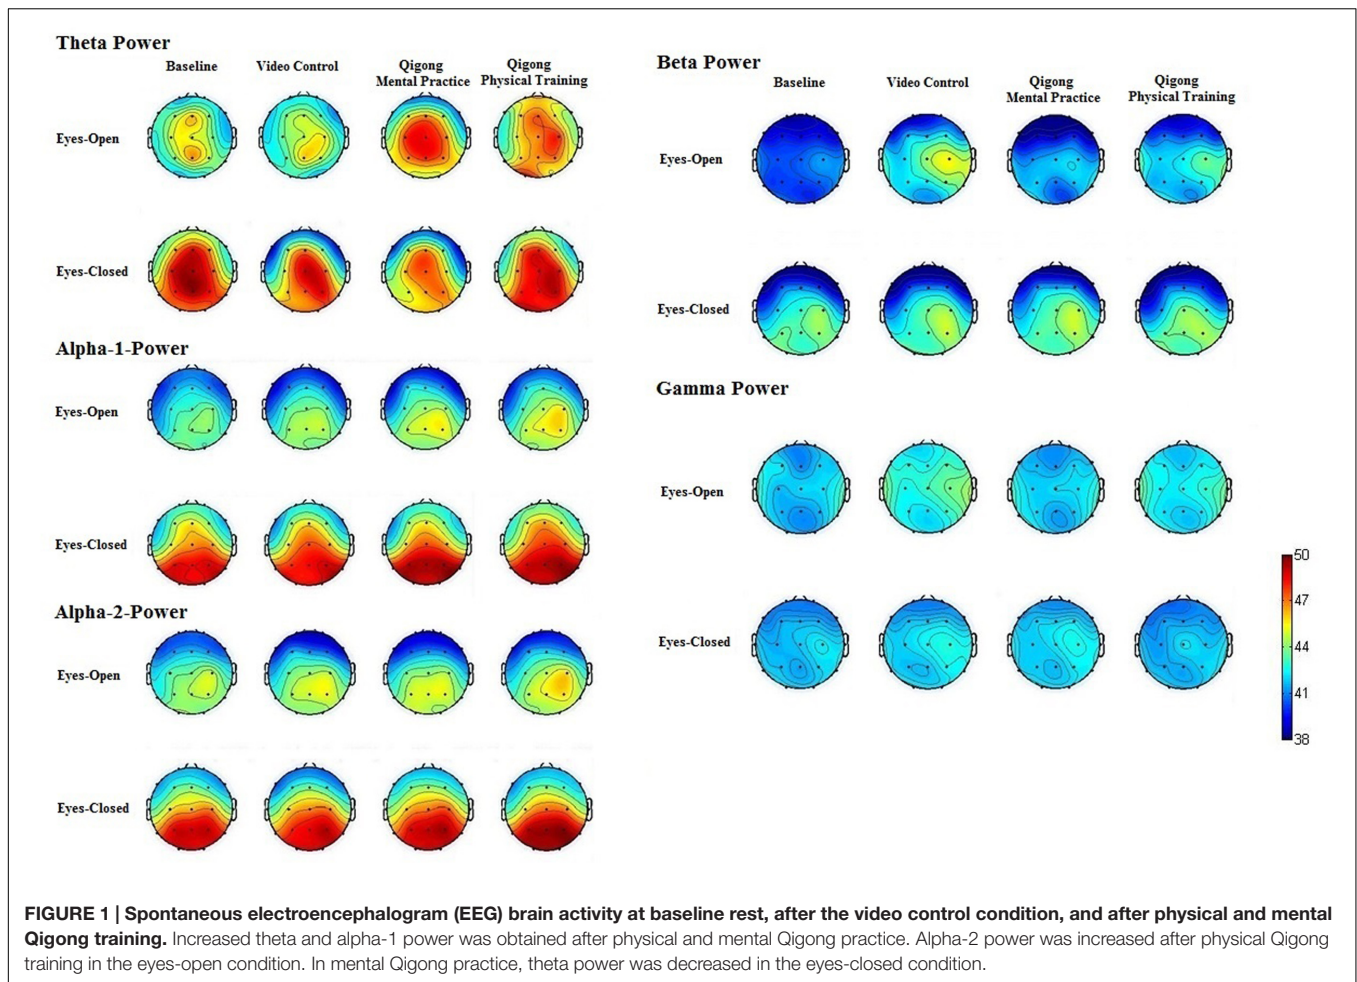 Theta Power
Baseline
Video Control
Qigong
Mental Practice
Qigong
Physical Training
Eyes-Open
Eyes-Closed
Alpha-1-Power
Eyes-Open
Eyes-Closed
Alpha-2-Power
Eyes-Open
Eyes-Closed
Beta Power
Baseline
Video Control
Qigong
Mental Practice
Qigong
Physical Training
Eyes-Open
Eyes-Closed
Gamma Power
Eyes-Open
Eyes-Closed
50
47
44
41
38
FIGURE 1 | Spontaneous electroencephalogram (EEG) brain activity at baseline rest, after the video control condition, and after physical and mental
Qigong training. Increased theta and alpha-1 power was obtained after physical and mental Qigong practice. Alpha-2 power was increased after physical Qigong
training in the eyes-open condition. In mental Qigong practice, theta power was decreased in the eyes-closed condition.